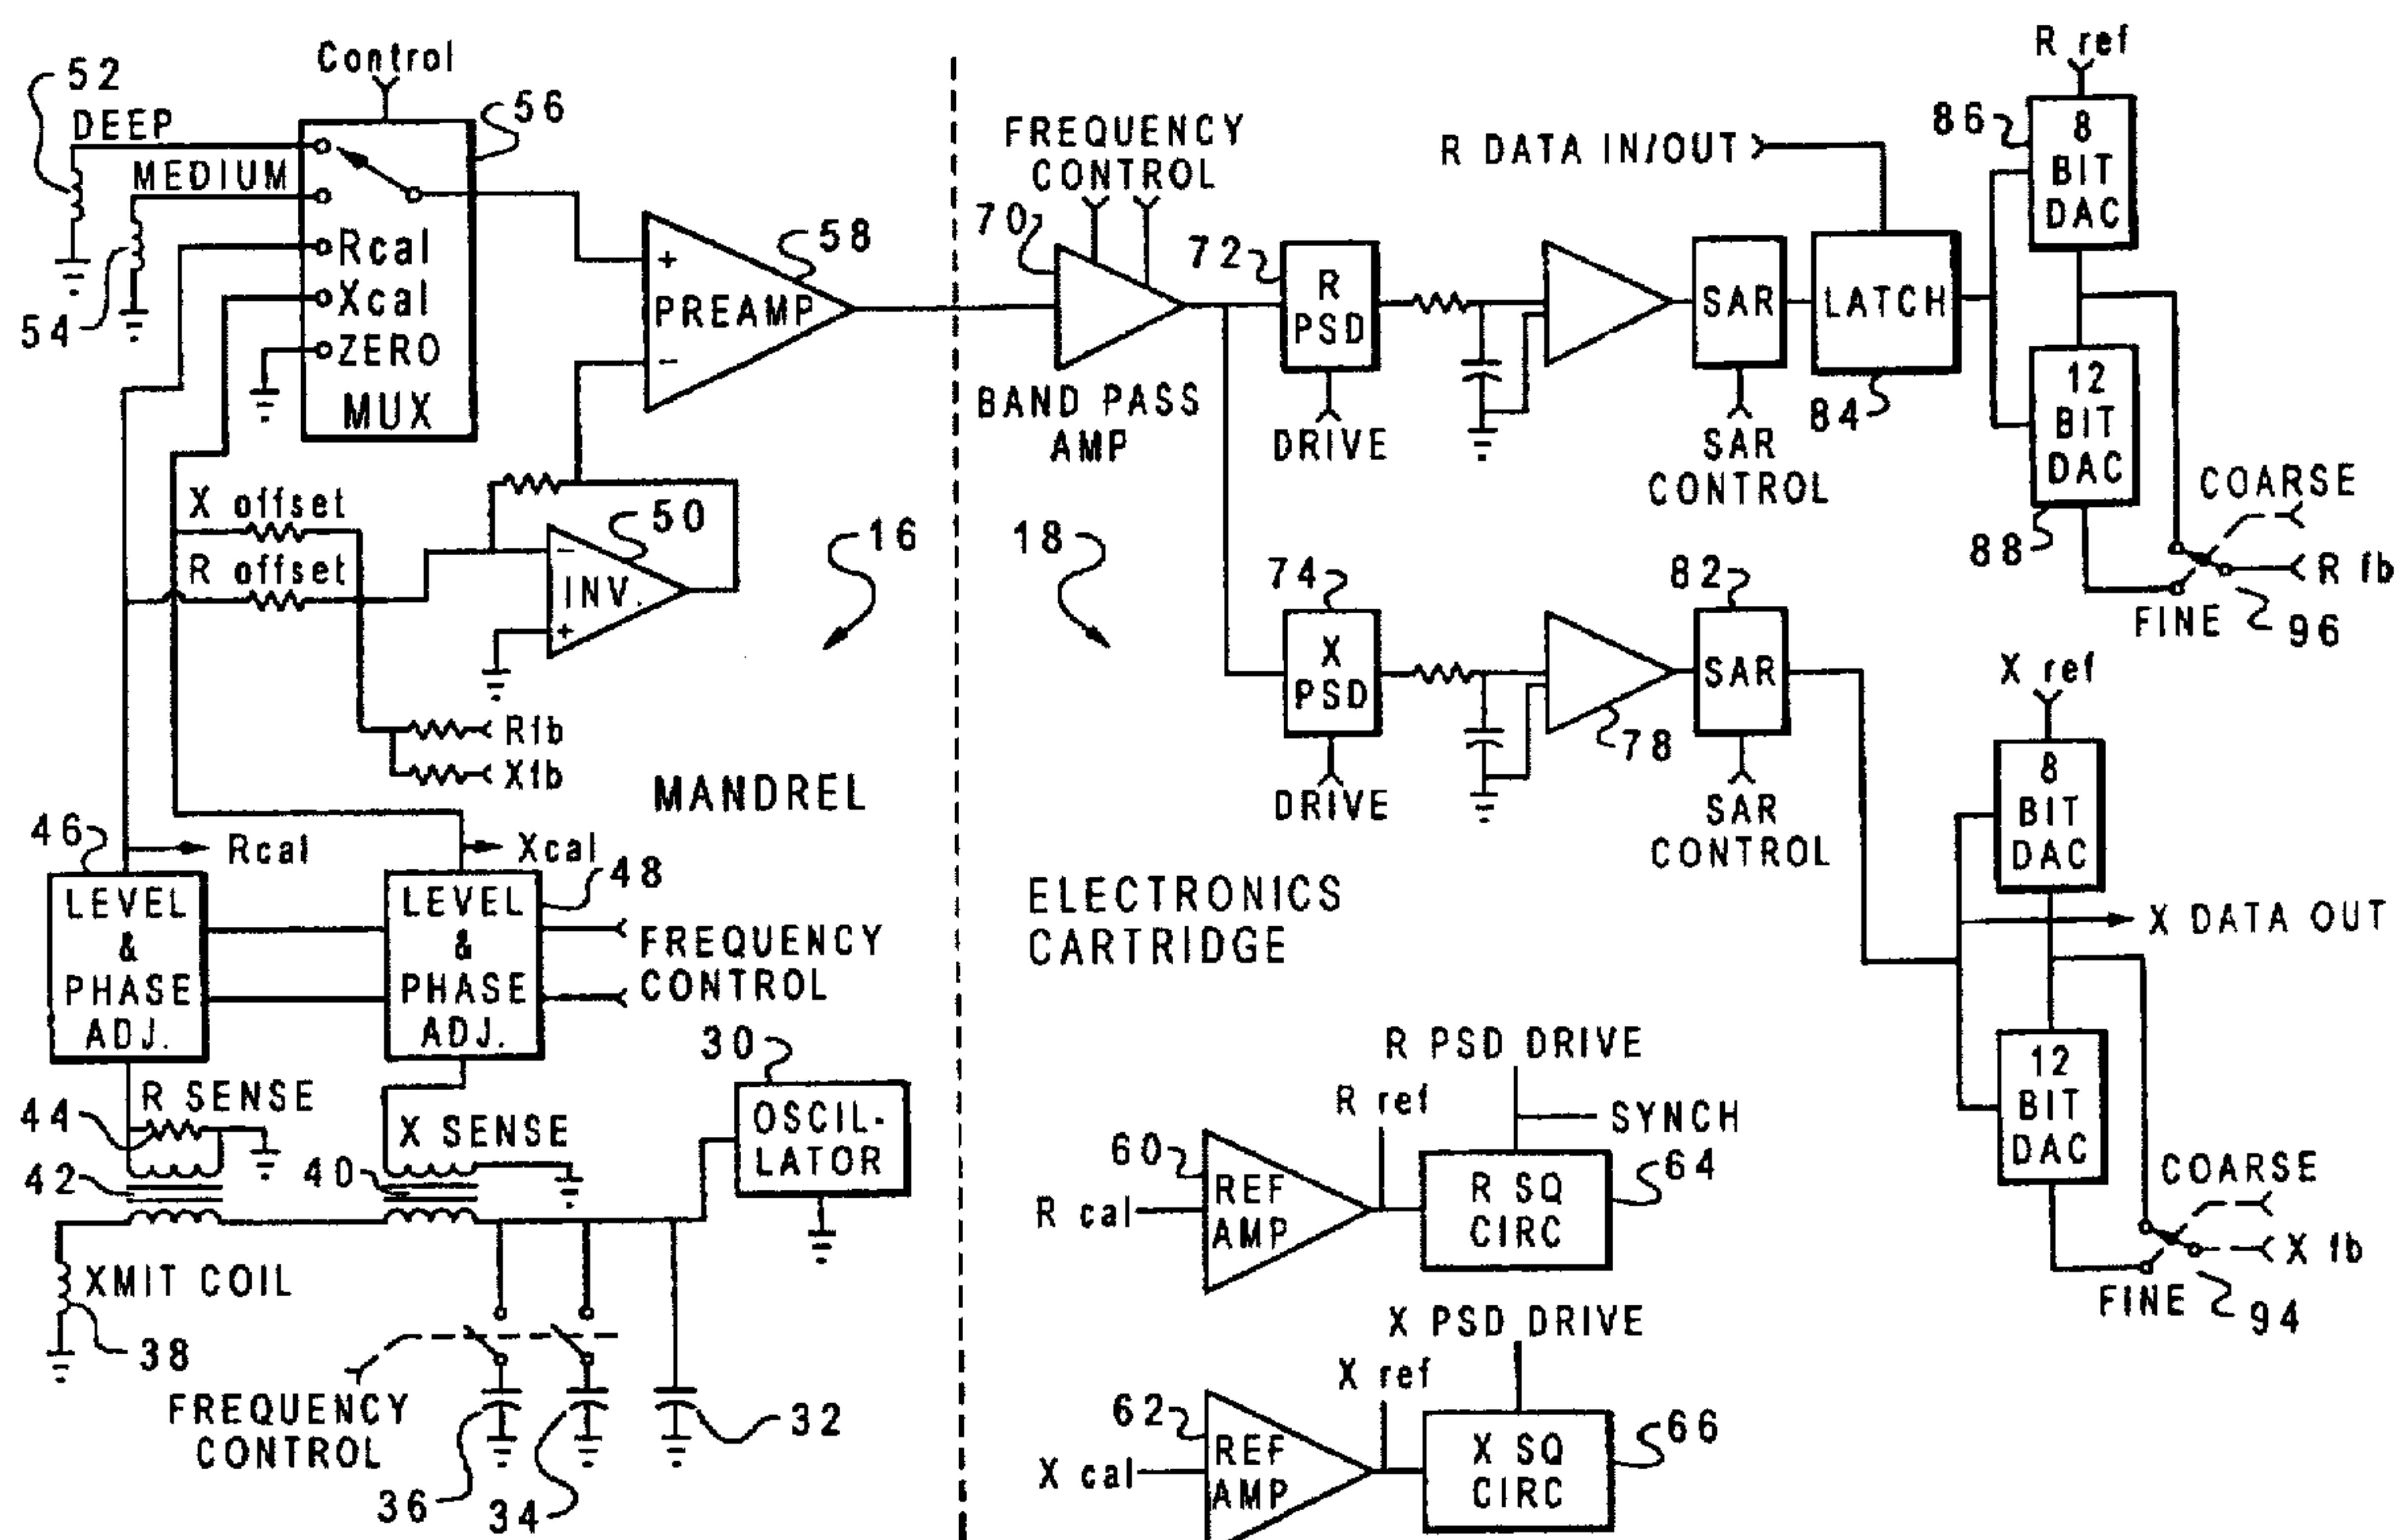 Control
52
DEEP
56
MEDIUM
Rcal
Xcal
ZERO
MUX
54
58
+
PREAMP
−
X offset
R offset
50
−
INV.
+
16
Rfb
Xfb
MANDREL
46
Rcal
Xcal
48
LEVEL
&
PHASE
ADJ.
LEVEL
&
PHASE
ADJ.
FREQUENCY
CONTROL
30
R SENSE
44
X SENSE
OSCIL-
LATOR
42
40
XMIT COIL
38
FREQUENCY
CONTROL
36
34
32
FREQUENCY
CONTROL
70
BAND PASS
AMP
72
R
PSD
DRIVE
R DATA IN/OUT
SAR
SAR
CONTROL
LATCH
84
R ref
86
8
BIT
DAC
12
BIT
DAC
88
COARSE
R fb
FINE
96
18
74
X
PSD
DRIVE
78
82
SAR
SAR
CONTROL
X ref
8
BIT
DAC
X DATA OUT
12
BIT
DAC
COARSE
X fb
FINE
94
ELECTRONICS
CARTRIDGE
R PSD DRIVE
R ref
SYNCH
60
R cal
REF
AMP
R SQ
CIRC
64
X PSD DRIVE
X ref
62
X cal
REF
AMP
X SQ
CIRC
66